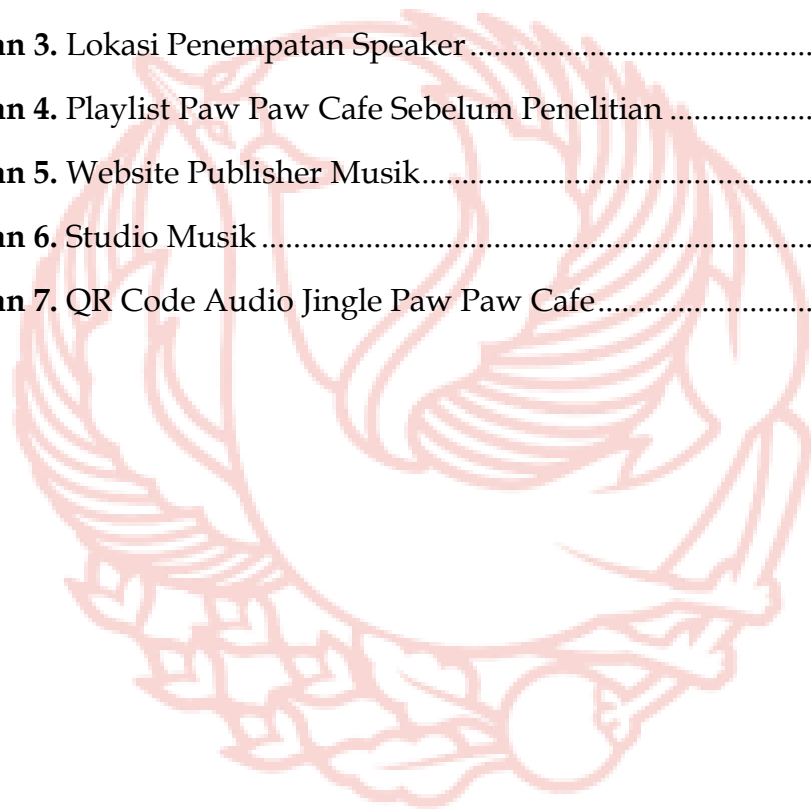 an 3. Lokasi Penempatan Speaker........................................
an 4. Playlist Paw Paw Cafe Sebelum Penelitian ..................
an 5. Website Publisher Musik..................................................
an 6. Studio Musik......................................................................
an 7. QR Code Audio Jingle Paw Paw Cafe...........................